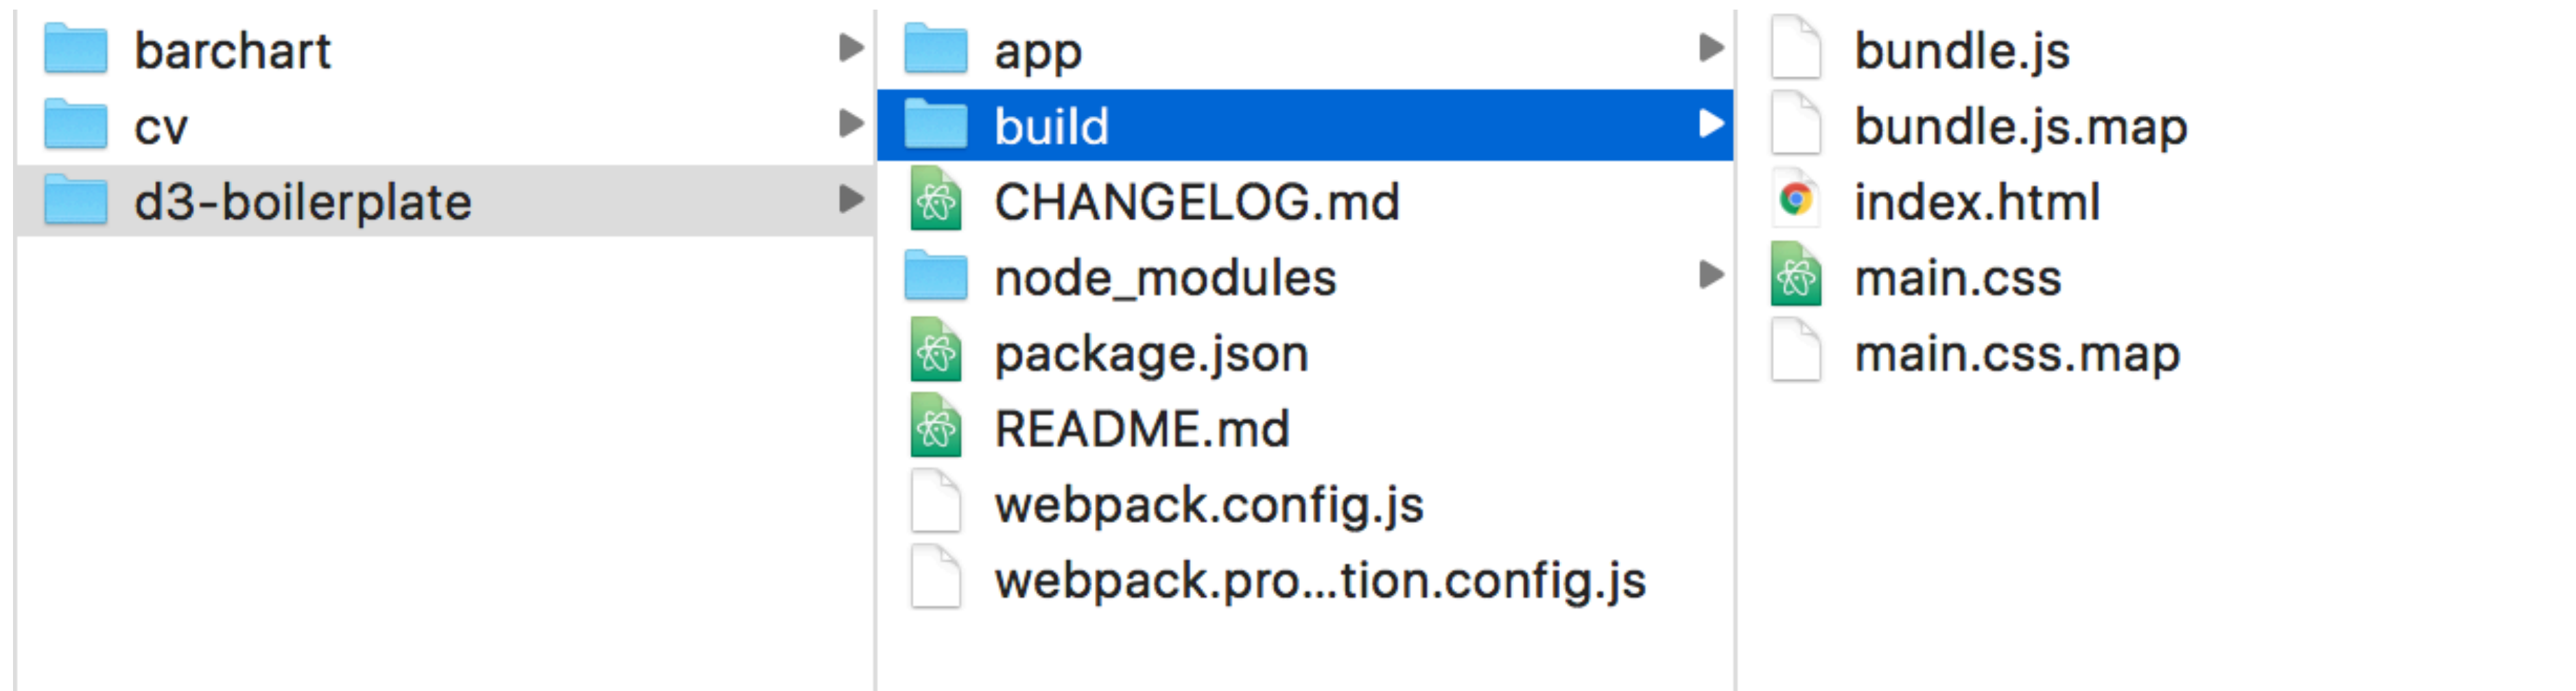 barchart
cv
d3-boilerplate
app
build
CHANGELOG.md
node_modules
package.json
README.md
webpack.config.js
webpack.pro...tion.config.js
bundle.js
bundle.js.map
index.html
main.css
main.css.map